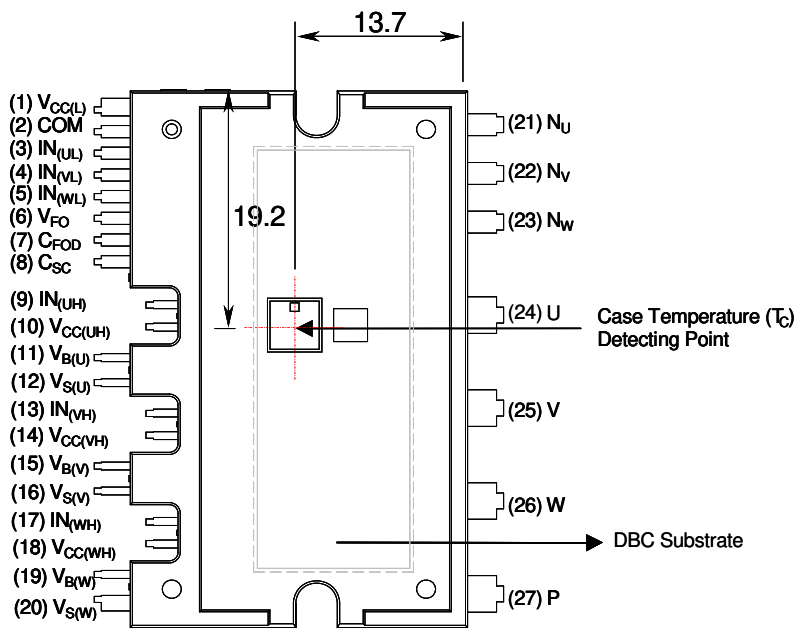 13.7
(1) VCC(L)
(2) COM
(3) IN(UL)
(4) IN(VL)
(5) IN(WL)
(6) VFO
(7) CFOD
(8) CSC
(9) IN(UH)
(10) VCC(UH)
(11) VB(U)
(12) VS(U)
(13) IN(VH)
(14) VCC(VH)
(15) VB(V)
(16) VS(V)
(17) IN(WH)
(18) VCC(WH)
(19) VB(W)
(20) VS(W)
19.2
(21) NU
(22) NV
(23) NW
(24) U
(25) V
(26) W
(27) P
Case Temperature (TC)
Detecting Point
DBC Substrate